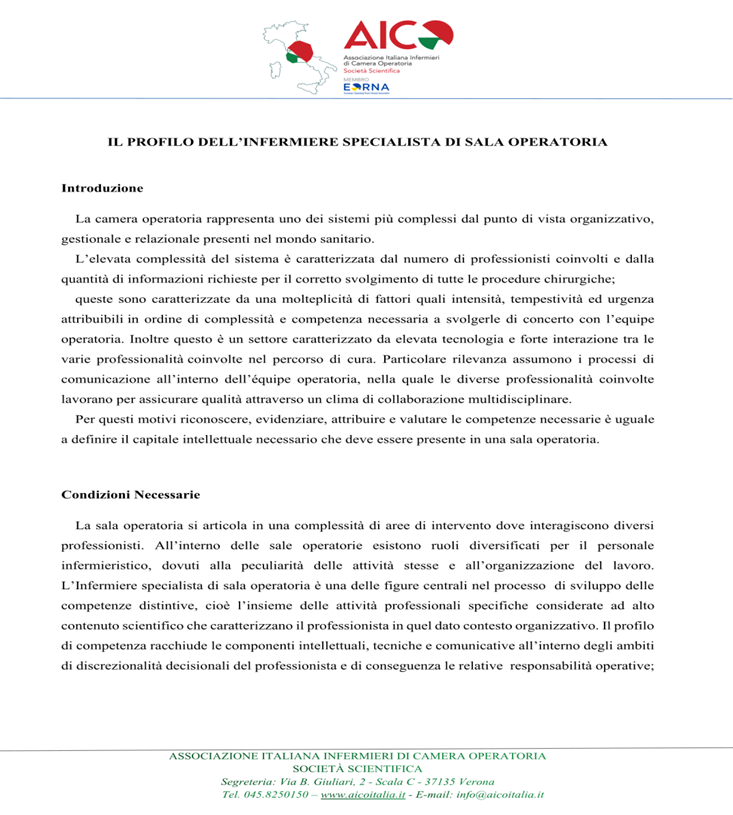 AICO
Associazione Italiana Infermieri
di Camera Operatoria
Società Scientifica
MEMBRO
EORNA
IL PROFILO DELL'INFERMIERE SPECIALISTA DI SALA OPERATORIA
Introduzione
La camera operatoria rappresenta uno dei sistemi più complessi dal punto di vista organizzativo,
gestionale e relazionale presenti nel mondo sanitario.
L'elevata complessità del sistema è caratterizzata dal numero di professionisti coinvolti e dalla
quantità di informazioni richieste per il corretto svolgimento di tutte le procedure chirurgiche;
queste sono caratterizzate da una molteplicità di fattori quali intensità, tempestività ed urgenza
attribuibili in ordine di complessità e competenza necessaria a svolgerle di concerto con l'equipe
operatoria. Inoltre questo è un settore caratterizzato da elevata tecnologia e forte interazione tra le
varie professionalità coinvolte nel percorso di cura. Particolare rilevanza assumono i processi di
comunicazione all'interno dell'équipe operatoria, nella quale le diverse professionalità coinvolte
lavorano per assicurare qualità attraverso un clima di collaborazione multidisciplinare.
Per questi motivi riconoscere, evidenziare, attribuire e valutare le competenze necessarie è uguale
a definire il capitale intellettuale necessario che deve essere presente in una sala operatoria.
Condizioni Necessarie
La sala operatoria si articola in una complessità di aree di intervento dove interagiscono diversi
professionisti. All'interno delle sale operatorie esistono ruoli diversificati per il personale
infermieristico, dovuti alla peculiarità delle attività stesse e all'organizzazione del lavoro.
L'Infermiere specialista di sala operatoria è una delle figure centrali nel processo di sviluppo delle
competenze distintive, cioè l'insieme delle attività professionali specifiche considerate ad alto
contenuto scientifico che caratterizzano il professionista in quel dato contesto organizzativo. Il profilo
di competenza racchiude le componenti intellettuali, tecniche e comunicative all'interno degli ambiti
di discrezionalità decisionali del professionista e di conseguenza le relative responsabilità operative;
ASSOCIAZIONE ITALIANA INFERMIERI DI CAMERA OPERATORIA
SOCIETÀ SCIENTIFICA
Segreteria: Via B. Giuliari, 2 - Scala C - 37135 Verona
Tel. 045.8250150 – www.aicoitalia.it - E-mail: info@aicoitalia.it